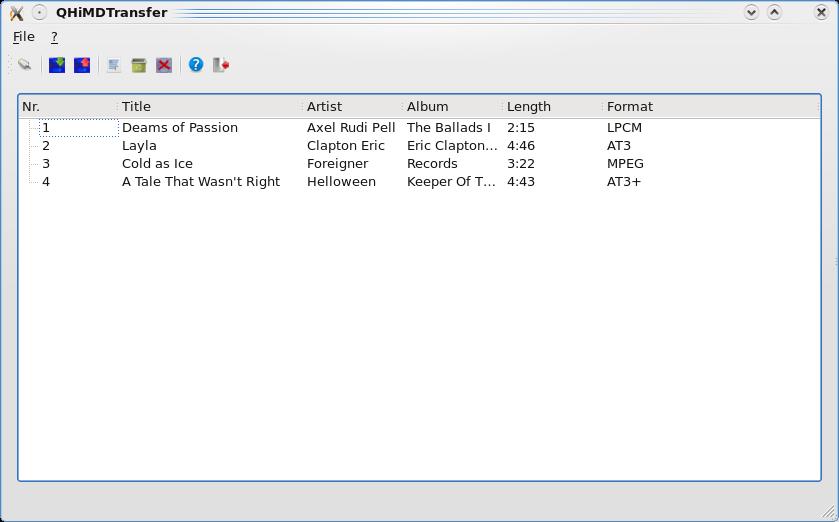 QHiMDTransfer
File ?
Nr. Title Artist Album Length Format
1 Deams of Passion Axel Rudi Pell The Ballads I 2:15 LPCM
2 Layla Clapton Eric Eric Clapton... 4:46 AT3
3 Cold as Ice Foreigner Records 3:22 MPEG
4 A Tale That Wasn't Right Helloween Keeper Of T... 4:43 AT3+